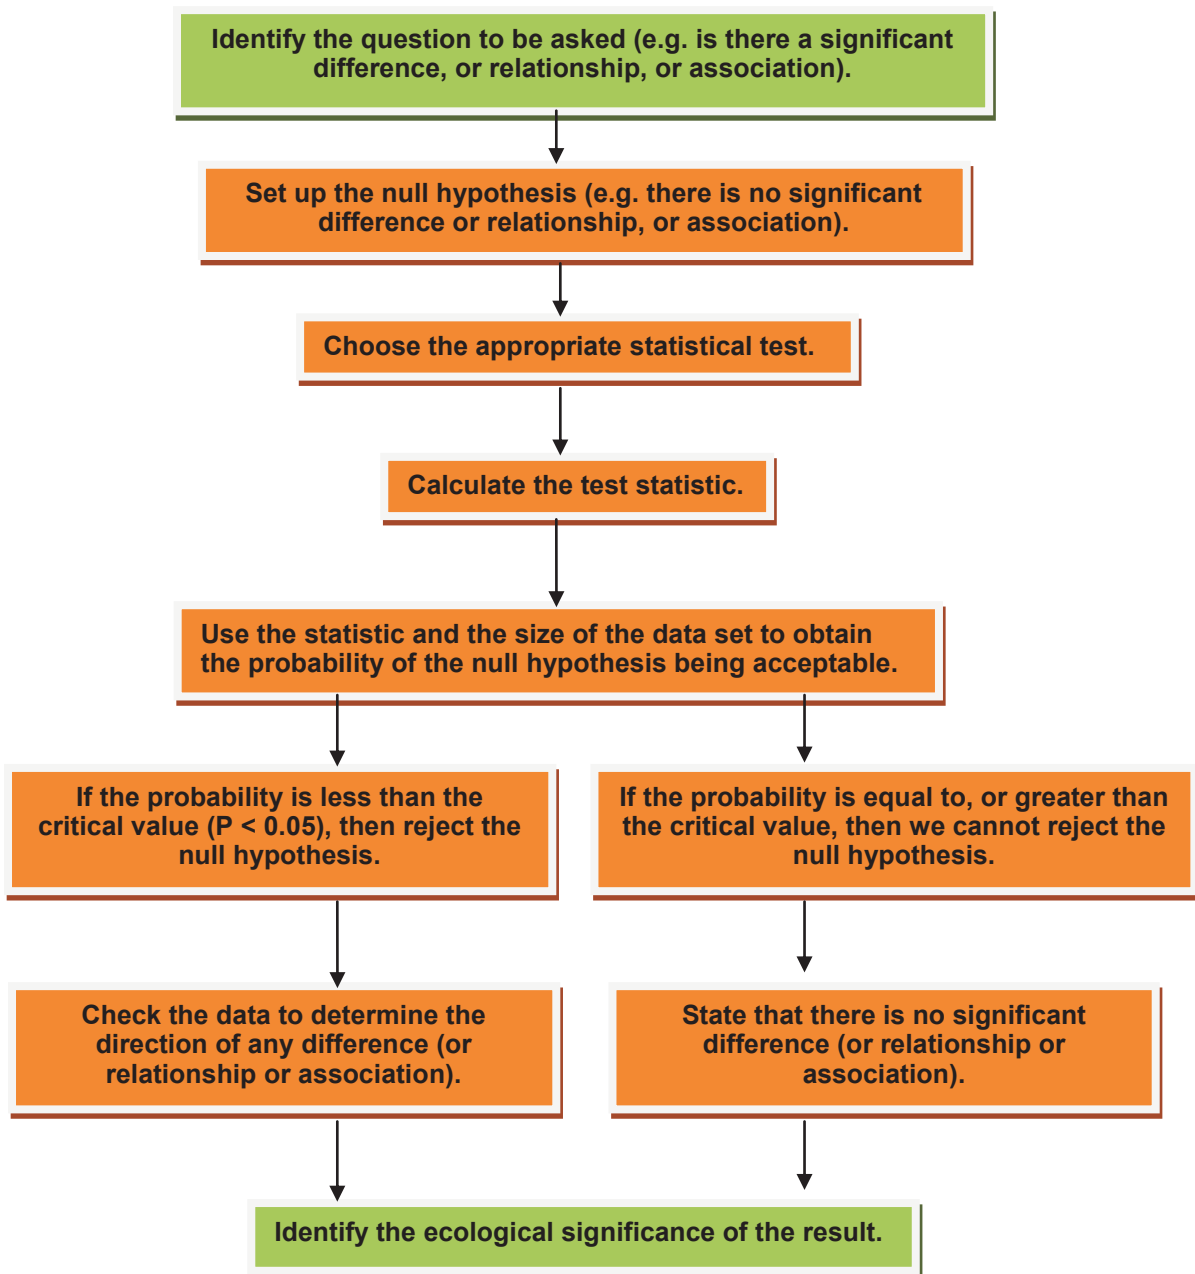 Identify the question to be asked (e.g. is there a significant
difference, or relationship, or association).
Set up the null hypothesis (e.g. there is no significant
difference or relationship, or association).
Choose the appropriate statistical test.
Calculate the test statistic.
Use the statistic and the size of the data set to obtain
the probability of the null hypothesis being acceptable.
If the probability is less than the
critical value (P < 0.05), then reject the
null hypothesis.
If the probability is equal to, or greater than
the critical value, then we cannot reject the
null hypothesis.
Check the data to determine the
direction of any difference (or
relationship or association).
State that there is no significant
difference (or relationship or
association).
Identify the ecological significance of the result.